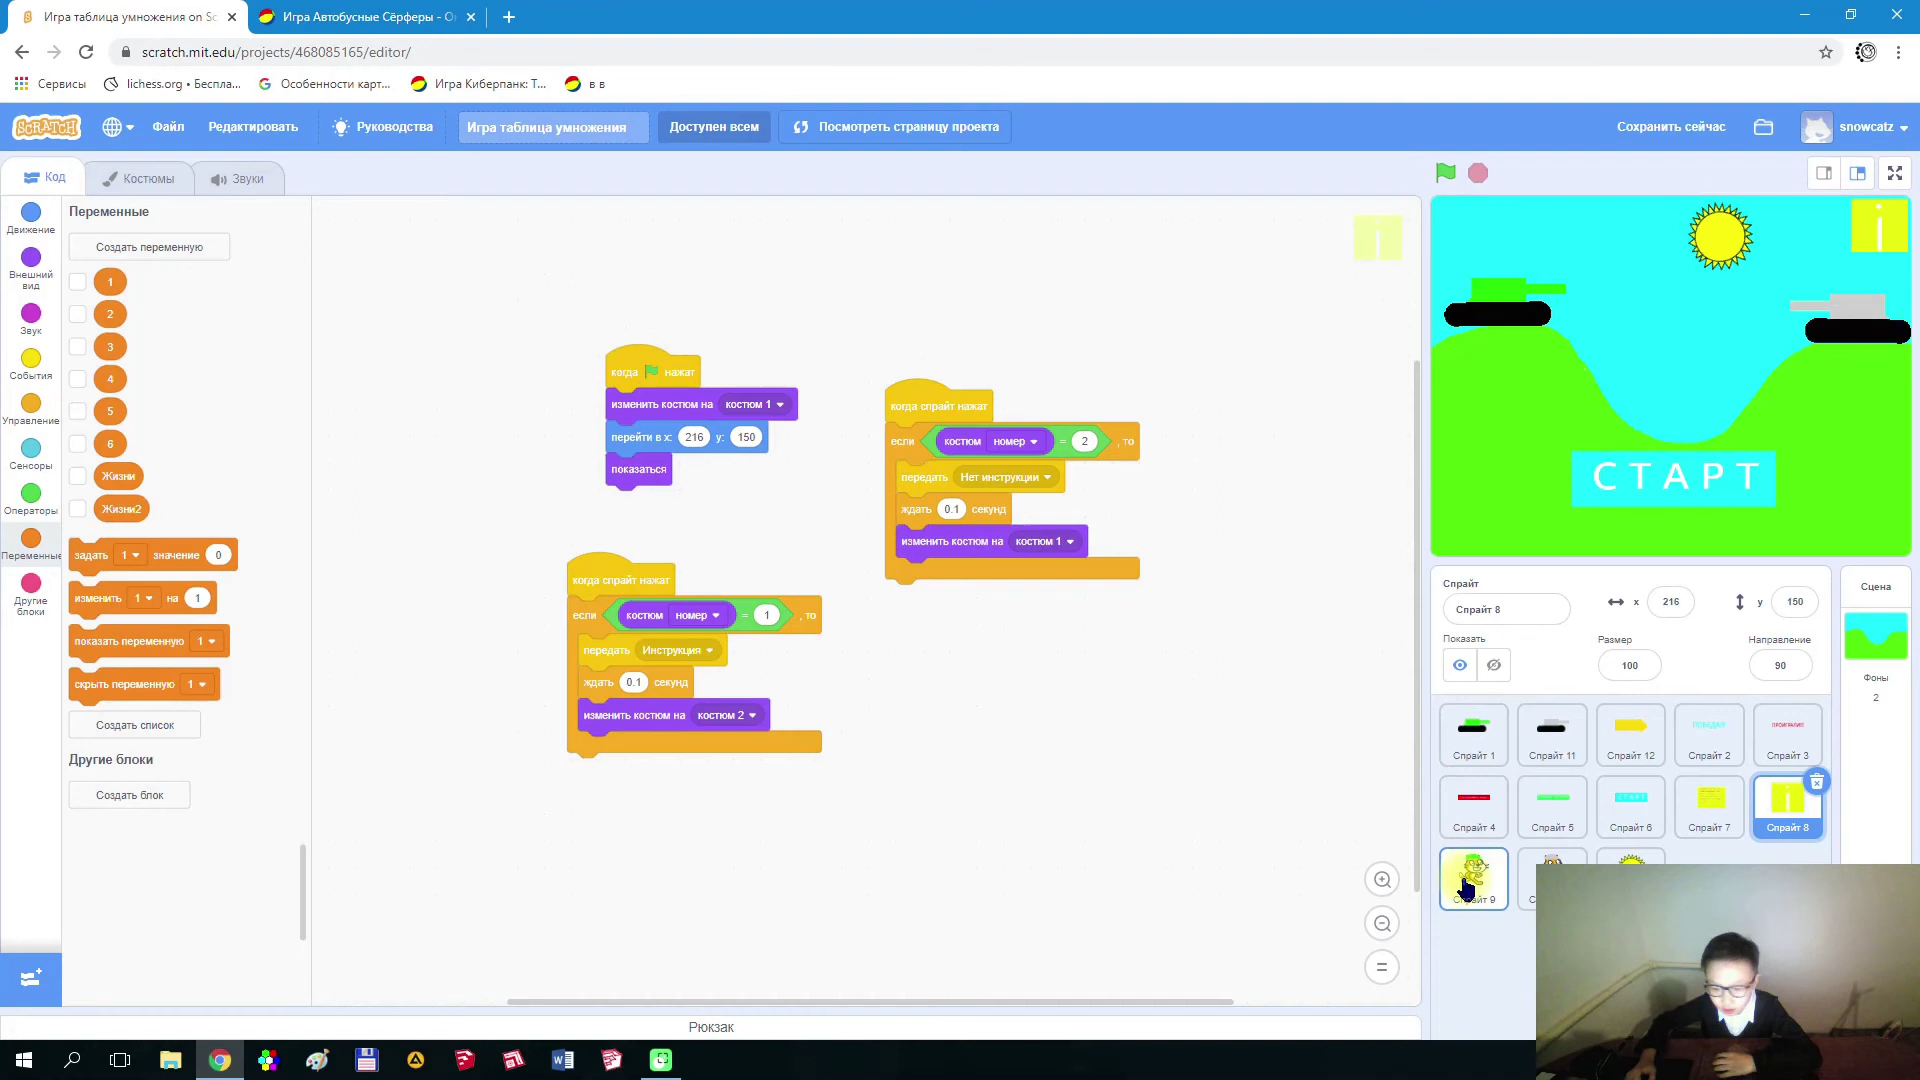 Игра таблица умножения on Sc
Игра Автобусные Сёрферы - О
scratch.mit.edu/projects/468085165/editor/
Сервисы
lichess.org • Беспла...
Особенности карт...
Игра Киберпанк: Т...
в в
SCRATCH
Файл
Редактировать
Руководства
Игра таблица умножения
Доступен всем
Посмотреть страницу проекта
Сохранить сейчас
snowcatz
Код
Костюмы
Звуки
Движение
Внешний вид
Звук
События
Управление
Сенсоры
Операторы
Переменные
Другие блоки
Переменные
Создать переменную
1
2
3
4
5
6
Жизни
Жизни2
задать 1 значение 0
изменить 1 на 1
показать переменную 1
скрыть переменную 1
Создать список
Другие блоки
Создать блок
когда нажат
изменить костюм на костюм 1
перейти в x: 216 y: 150
показаться
когда спрайт нажат
если костюм номер = 2 , то
передать Нет инструкции
ждать 0.1 секунд
изменить костюм на костюм 1
когда спрайт нажат
если костюм номер = 1 , то
передать Инструкция
ждать 0.1 секунд
изменить костюм на костюм 2
i
i
СТАРТ
Спрайт
Спрайт 8
x 216
y 150
Показать
Размер
100
Направление
90
Сцена
Фоны
2
Спрайт 1
Спрайт 11
Спрайт 12
ПОБЕДА!
Спрайт 2
ПРОИГРАЛИ!!
Спрайт 3
Спрайт 4
Спрайт 5
СТАРТ
Спрайт 6
Спрайт 7
i
Спрайт 8
Спрайт 9
Рюкзак